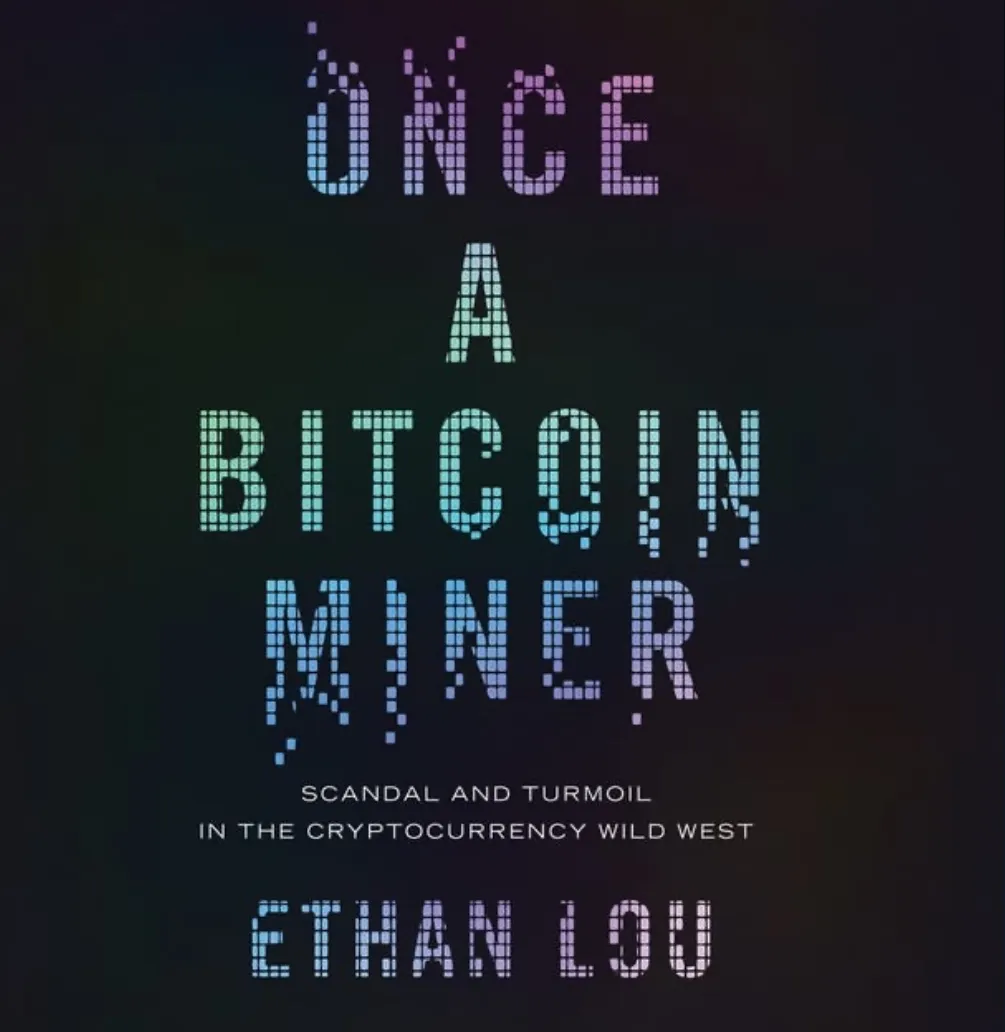 ONCE
A
BITCOIN
MINER
SCANDAL AND TURMOIL
IN THE CRYPTOCURRENCY WILD WEST
ETHAN LOU